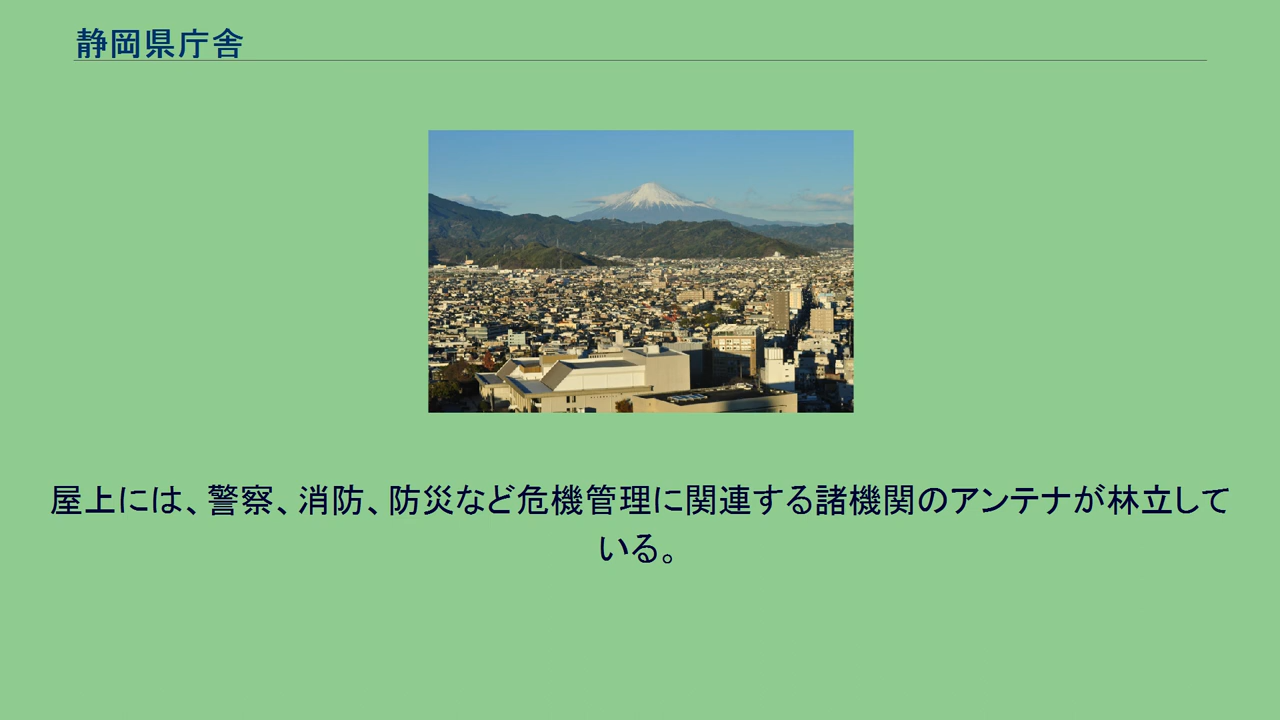 静岡県庁舎
屋上には、警察、消防、防災など危機管理に関連する諸機関のアンテナが林立して
いる。